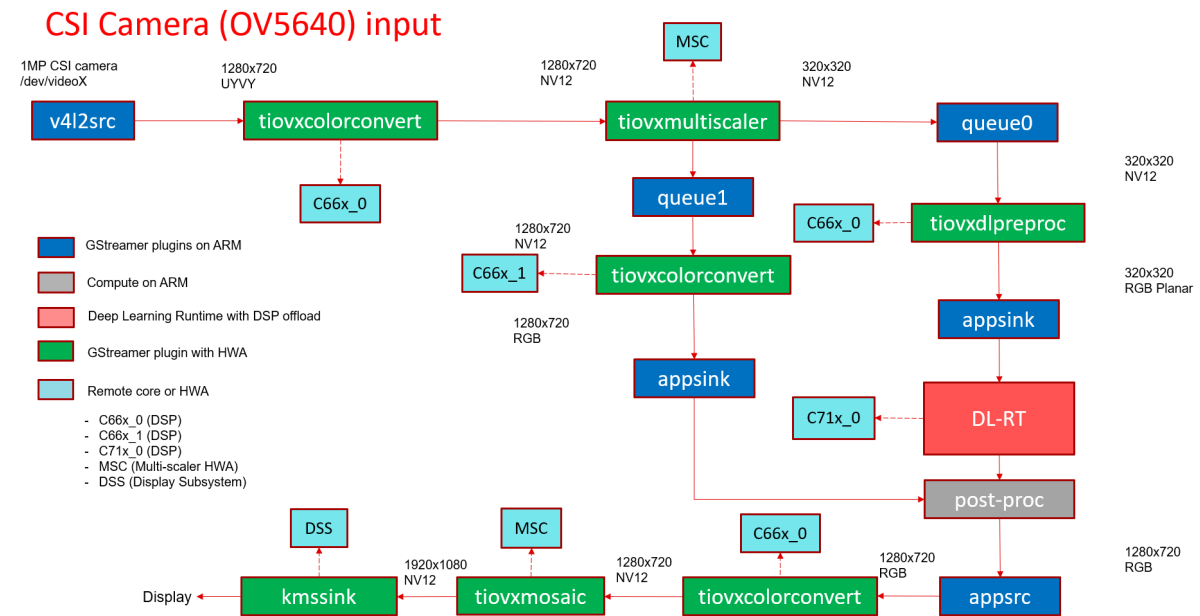 CSI Camera (OV5640) input
1MP CSI camera
/dev/videoX
1280x720
UYVY
1280x720
NV12
MSC
320x320
NV12
v4l2src
tiovxcolorconvert
tiovxmultiscaler
queue0
320x320
NV12
C66x_0
queue1
C66x_0
tiovxdlpreproc
1280x720
NV12
C66x_1
tiovxcolorconvert
320x320
RGB Planar
1280x720
RGB
appsink
appsink
GStreamer plugins on ARM
Compute on ARM
Deep Learning Runtime with DSP offload
GStreamer plugin with HWA
Remote core or HWA
- C66x_0 (DSP)
- C66x_1 (DSP)
- C71x_0 (DSP)
- MSC (Multi-scaler HWA)
- DSS (Display Subsystem)
C71x_0
DL-RT
post-proc
DSS
MSC
C66x_0
1920x1080
NV12
1280x720
NV12
1280x720
RGB
1280x720
RGB
Display
kmssink
tiovxmosaic
tiovxcolorconvert
appsrc